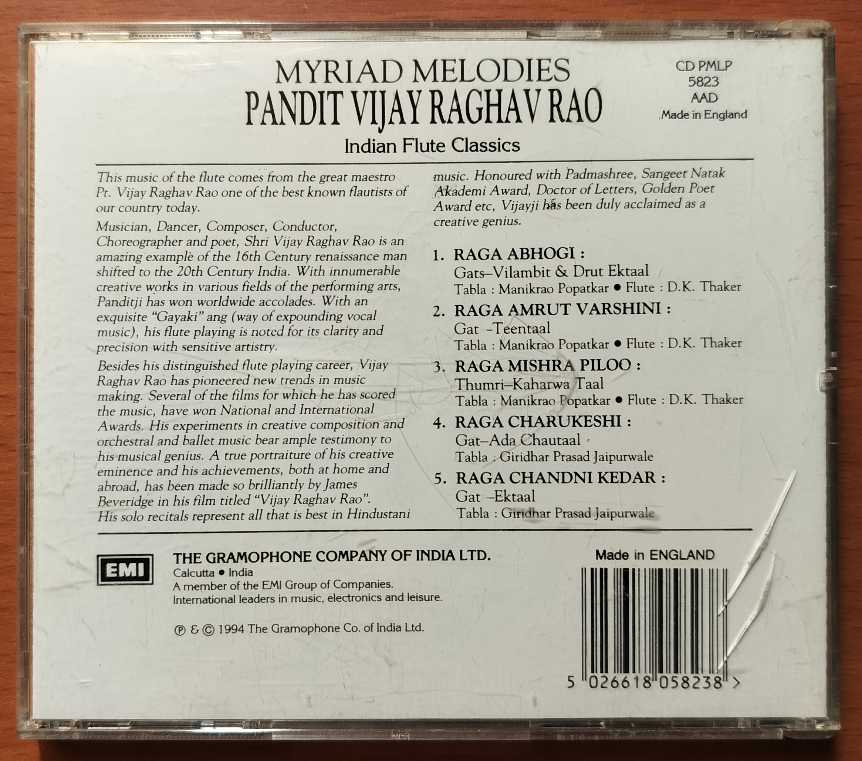 MYRIAD MELODIES
PANDIT VIJAY RAGHAV RAO
Indian Flute Classics
CD PMLP
5823
AAD
Made in England
This music of the flute comes from the great maestro
Pt. Vijay Raghav Rao one of the best known flautists of
our country today.
Musician, Dancer, Composer, Conductor,
Choreographer and poet, Shri Vijay Raghav Rao is an
amazing example of the 16th Century renaissance man
shifted to the 20th Century India. With innumerable
creative works in various fields of the performing arts,
Panditji has won worldwide accolades. With an
exquisite "Gayaki" ang (way of expounding vocal
music), his flute playing is noted for its clarity and
precision with sensitive artistry.
Besides his distinguished flute playing career, Vijay
Raghav Rao has pioneered new trends in music
making. Several of the films for which he has scored
the music, have won National and International
Awards. His experiments in creative composition and
orchestral and ballet music bear ample testimony to
his musical genius. A true portraiture of his creative
eminence and his achievements, both at home and
abroad, has been made so brilliantly by James
Beveridge in his film titled "Vijay Raghav Rao".
His solo recitals represent all that is best in Hindustani
music. Honoured with Padmashree, Sangeet Natak
Akademi Award, Doctor of Letters, Golden Poet
Award etc, Vijayji has been duly acclaimed as a
creative genius.
1. RAGA ABHOGI :
Gats–Vilambit & Drut Ektaal
Tabla : Manikrao Popatkar ● Flute : D.K. Thaker
2. RAGA AMRUT VARSHINI :
Gat –Teentaal
Tabla : Manikrao Popatkar ● Flute : D.K. Thaker
3. RAGA MISHRA PILOO :
Thumri–Kaharwa Taal
Tabla : Manikrao Popatkar ● Flute : D.K. Thaker
4. RAGA CHARUKESHI :
Gat–Ada Chautaal
Tabla : Giridhar Prasad Jaipurwale
5. RAGA CHANDNI KEDAR :
Gat –Ektaal
Tabla : Giridhar Prasad Jaipurwale
EMI
THE GRAMOPHONE COMPANY OF INDIA LTD.
Calcutta ● India
A member of the EMI Group of Companies.
International leaders in music, electronics and leisure.
℗ & © 1994 The Gramophone Co. of India Ltd.
Made in ENGLAND
5 026618 058238 >